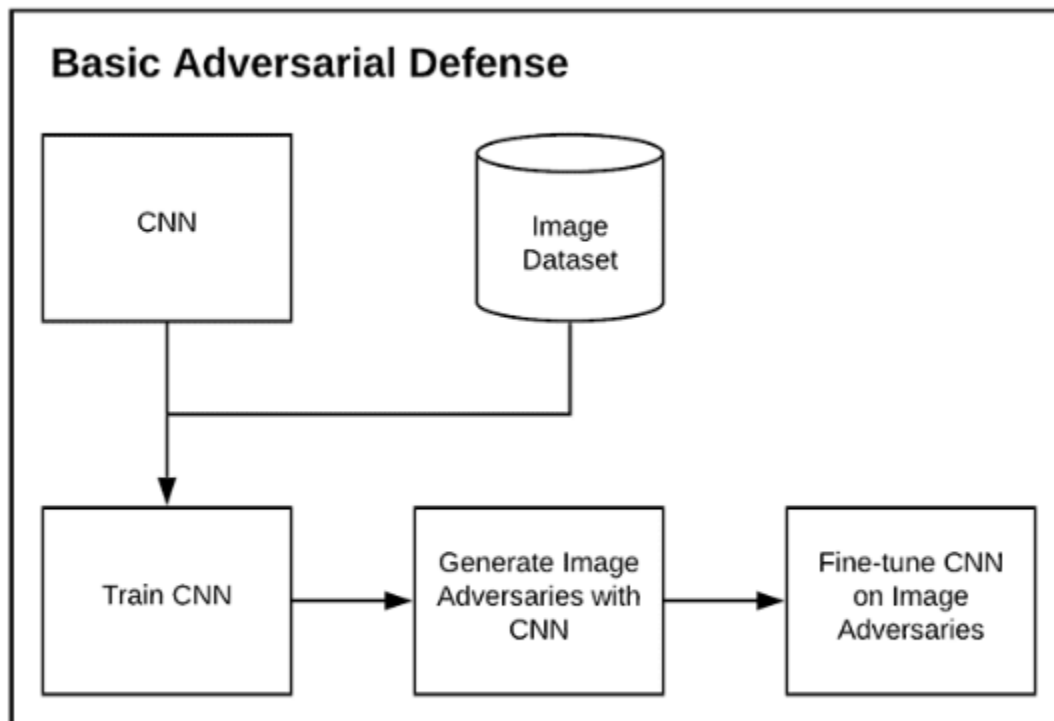 Basic Adversarial Defense
CNN
Image
Dataset
Train CNN
Generate Image
Adversaries with
CNN
Fine-tune CNN
on Image
Adversaries